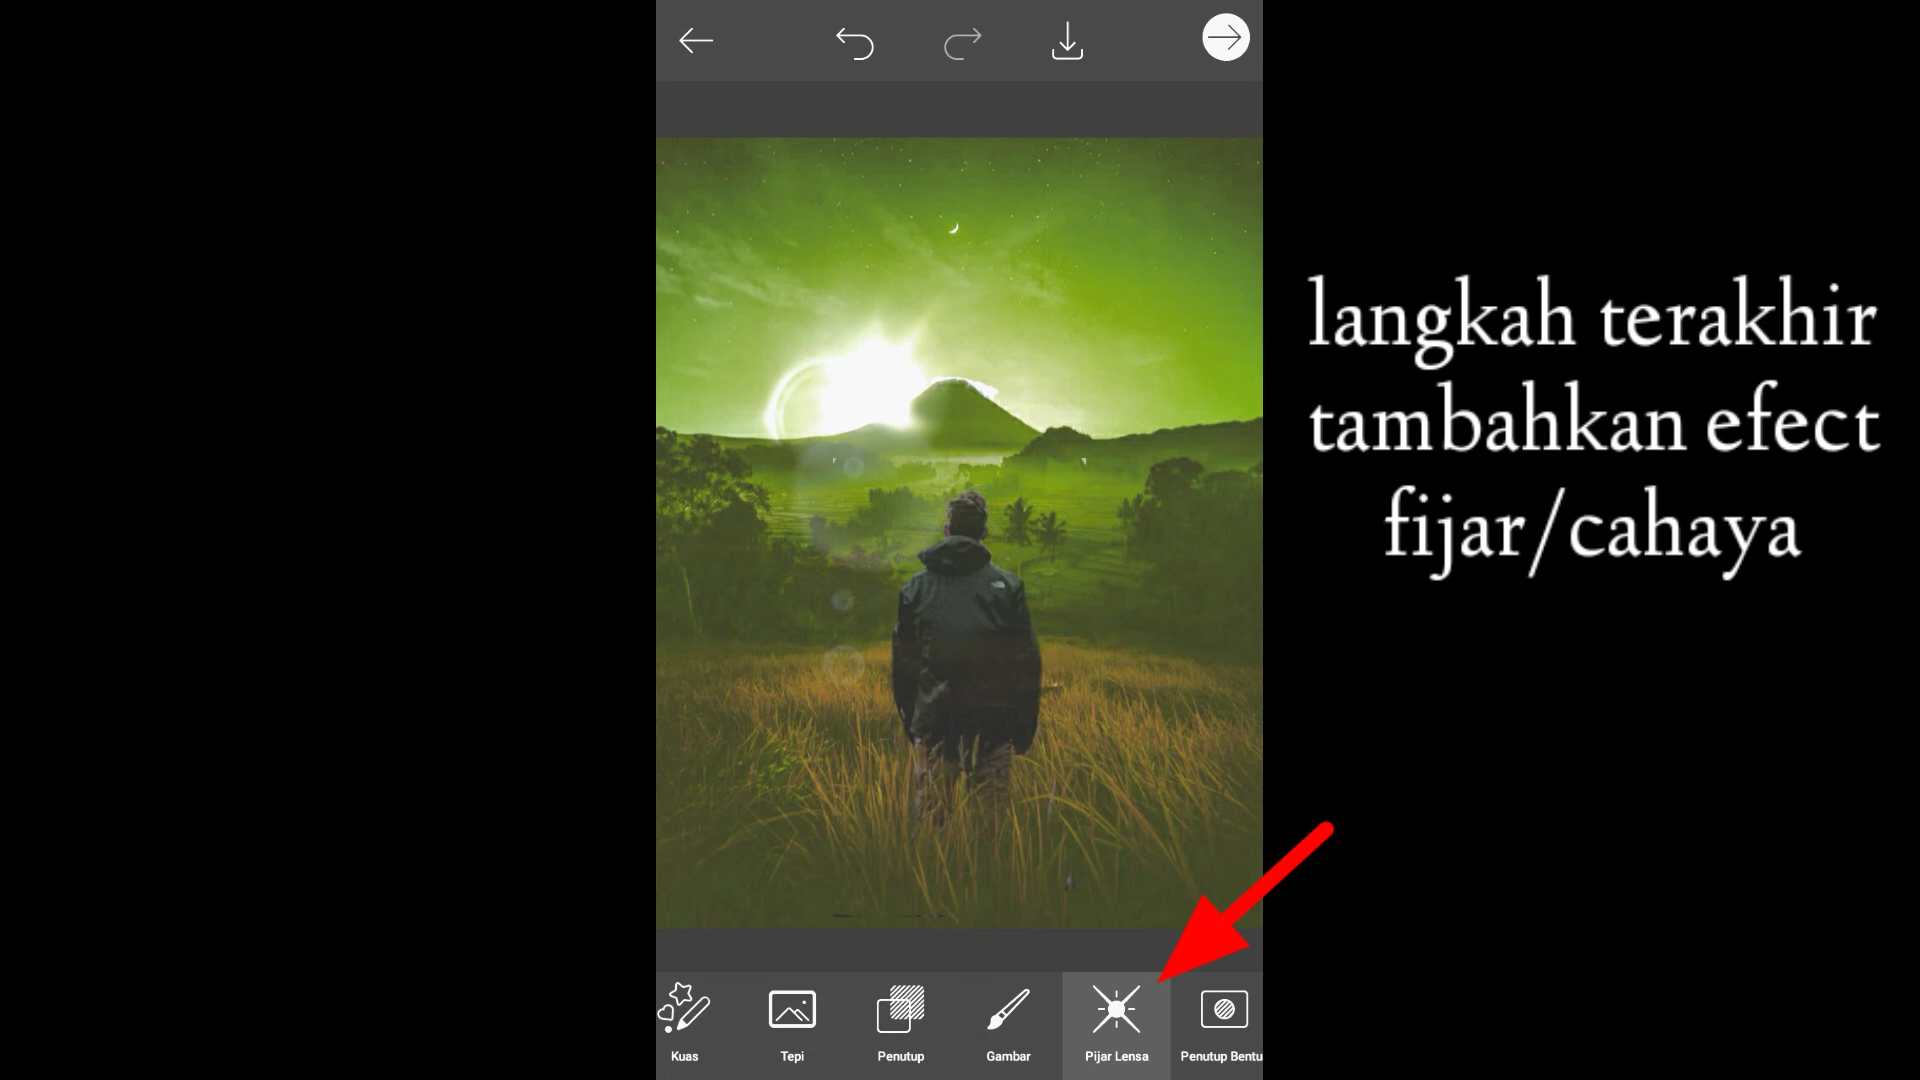 langkah terakhir
tambahkan efect
fijar/cahaya
Kuas
Tepi
Penutup
Gambar
Pijar Lensa
Penutup Bentu